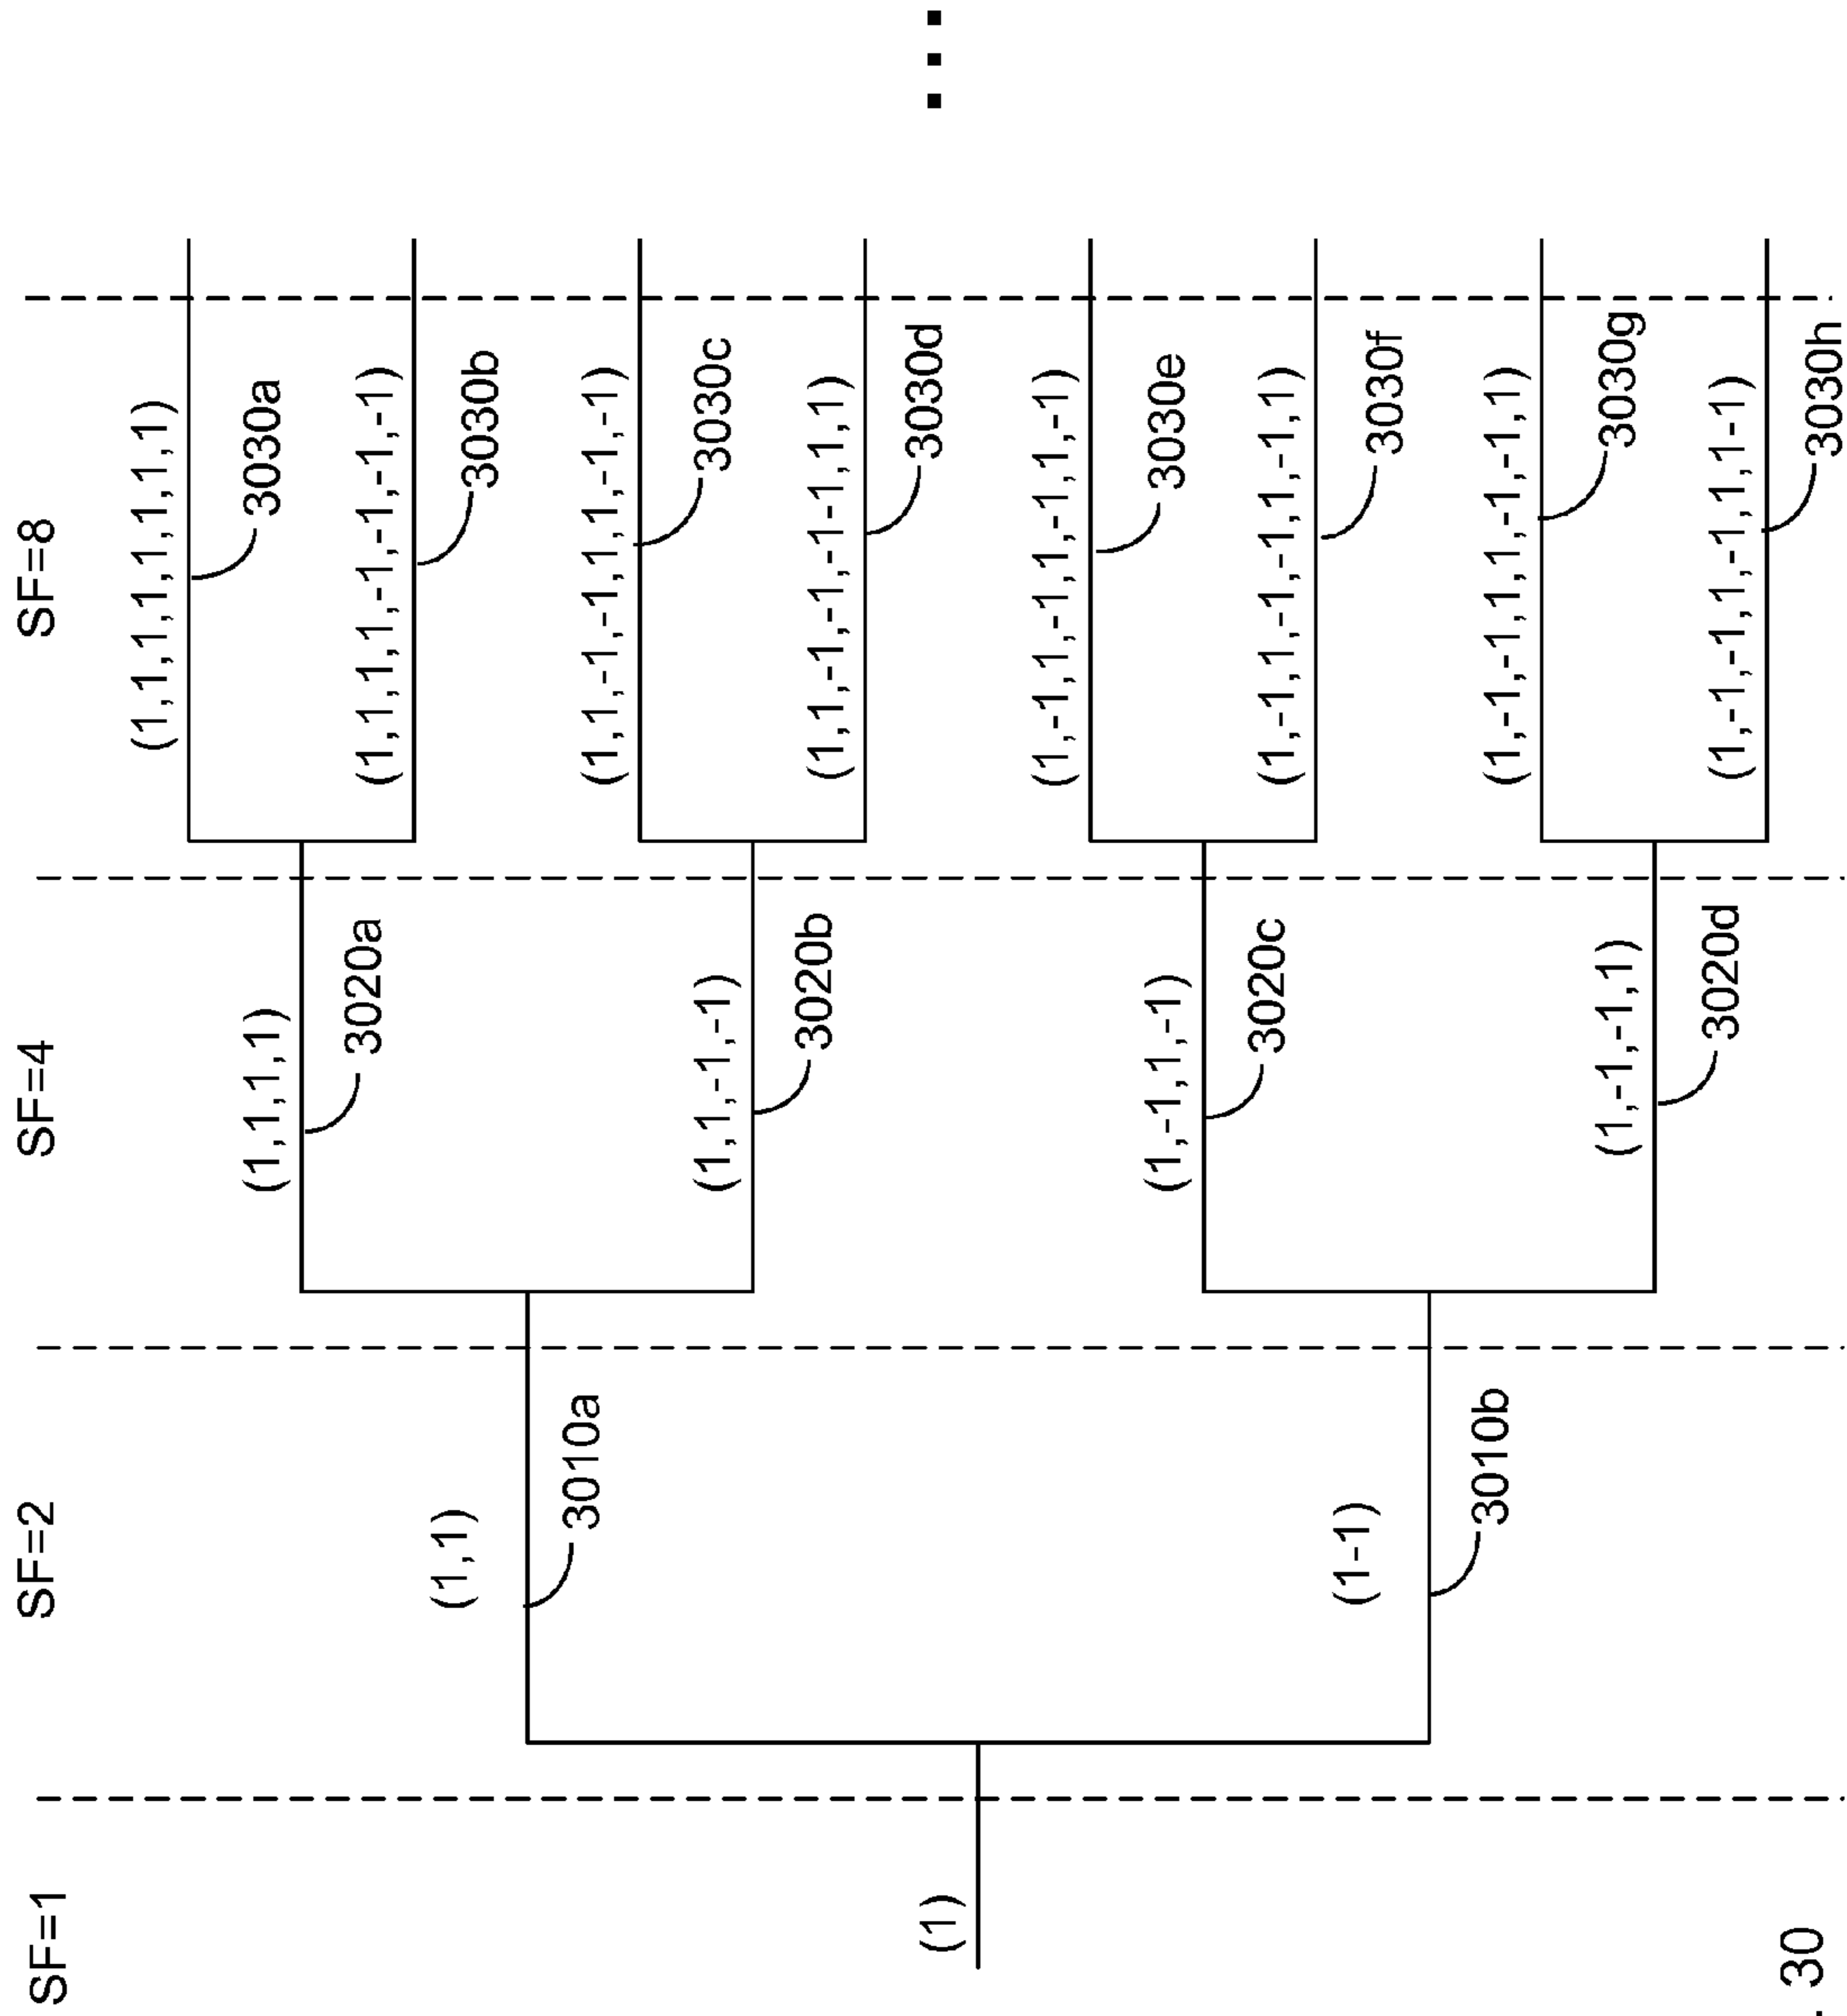 SF=1
SF=2
SF=4
SF=8
(1)
(1,1)
3010a
(1-1)
3010b
(1,1,1,1)
3020a
(1,1,-1,-1)
3020b
(1,-1,1,-1)
3020c
(1,-1,-1,1)
3020d
(1,1,1,1,1,1,1,1)
3030a
(1,1,1,1,-1,-1,-1,-1)
3030b
(1,1,-1,-1,1,1,-1,-1)
3030c
(1,1,-1,-1,-1,-1,1,1)
3030d
(1,-1,1,-1,1,-1,1,-1)
3030e
(1,-1,1,-1,-1,1,-1,1)
3030f
(1,-1,-1,1,1,-1,-1,1)
3030g
(1,-1,-1,1,-1,1,1-1)
3030h
. . .
. 30